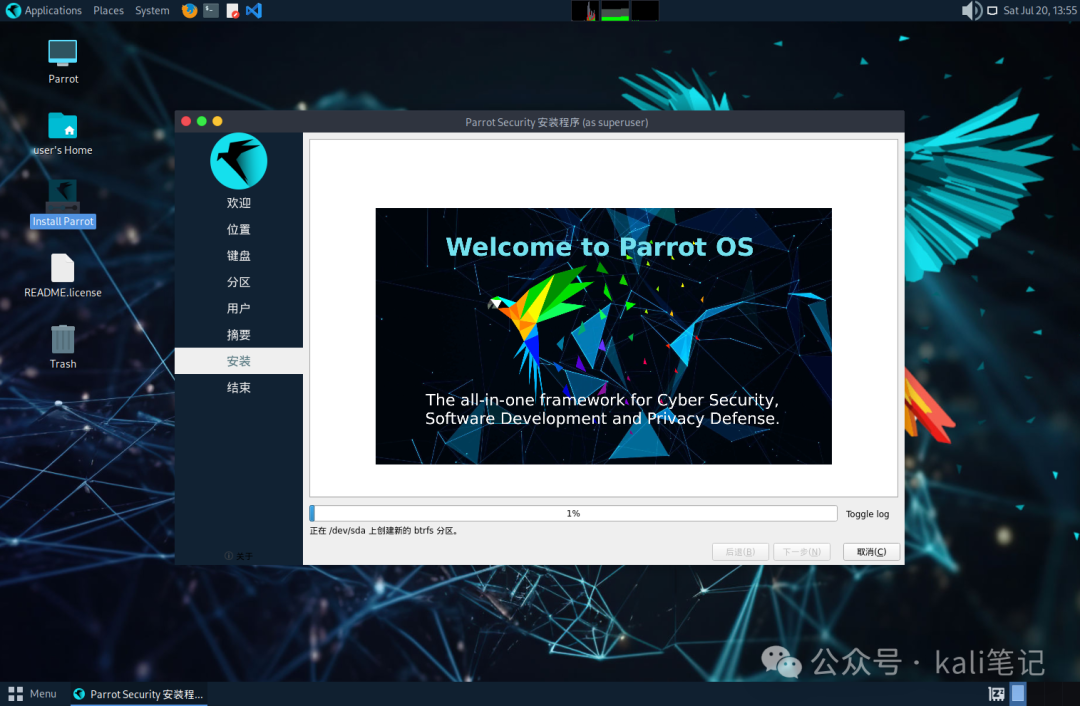 Applications Places System
Sat Jul 20, 13:55
Parrot
user's Home
Install Parrot
README.license
Trash
Parrot Security 安装程序 (as superuser)
欢迎
位置
键盘
分区
用户
摘要
安装
结束
关于
Welcome to Parrot OS
The all-in-one framework for Cyber Security,
Software Development and Privacy Defense.
1%
Toggle log
正在 /dev/sda 上创建新的 btrfs 分区。
后退(B) 下一步(N) 取消(C)
公众号 · kali笔记
Menu Parrot Security 安装程...